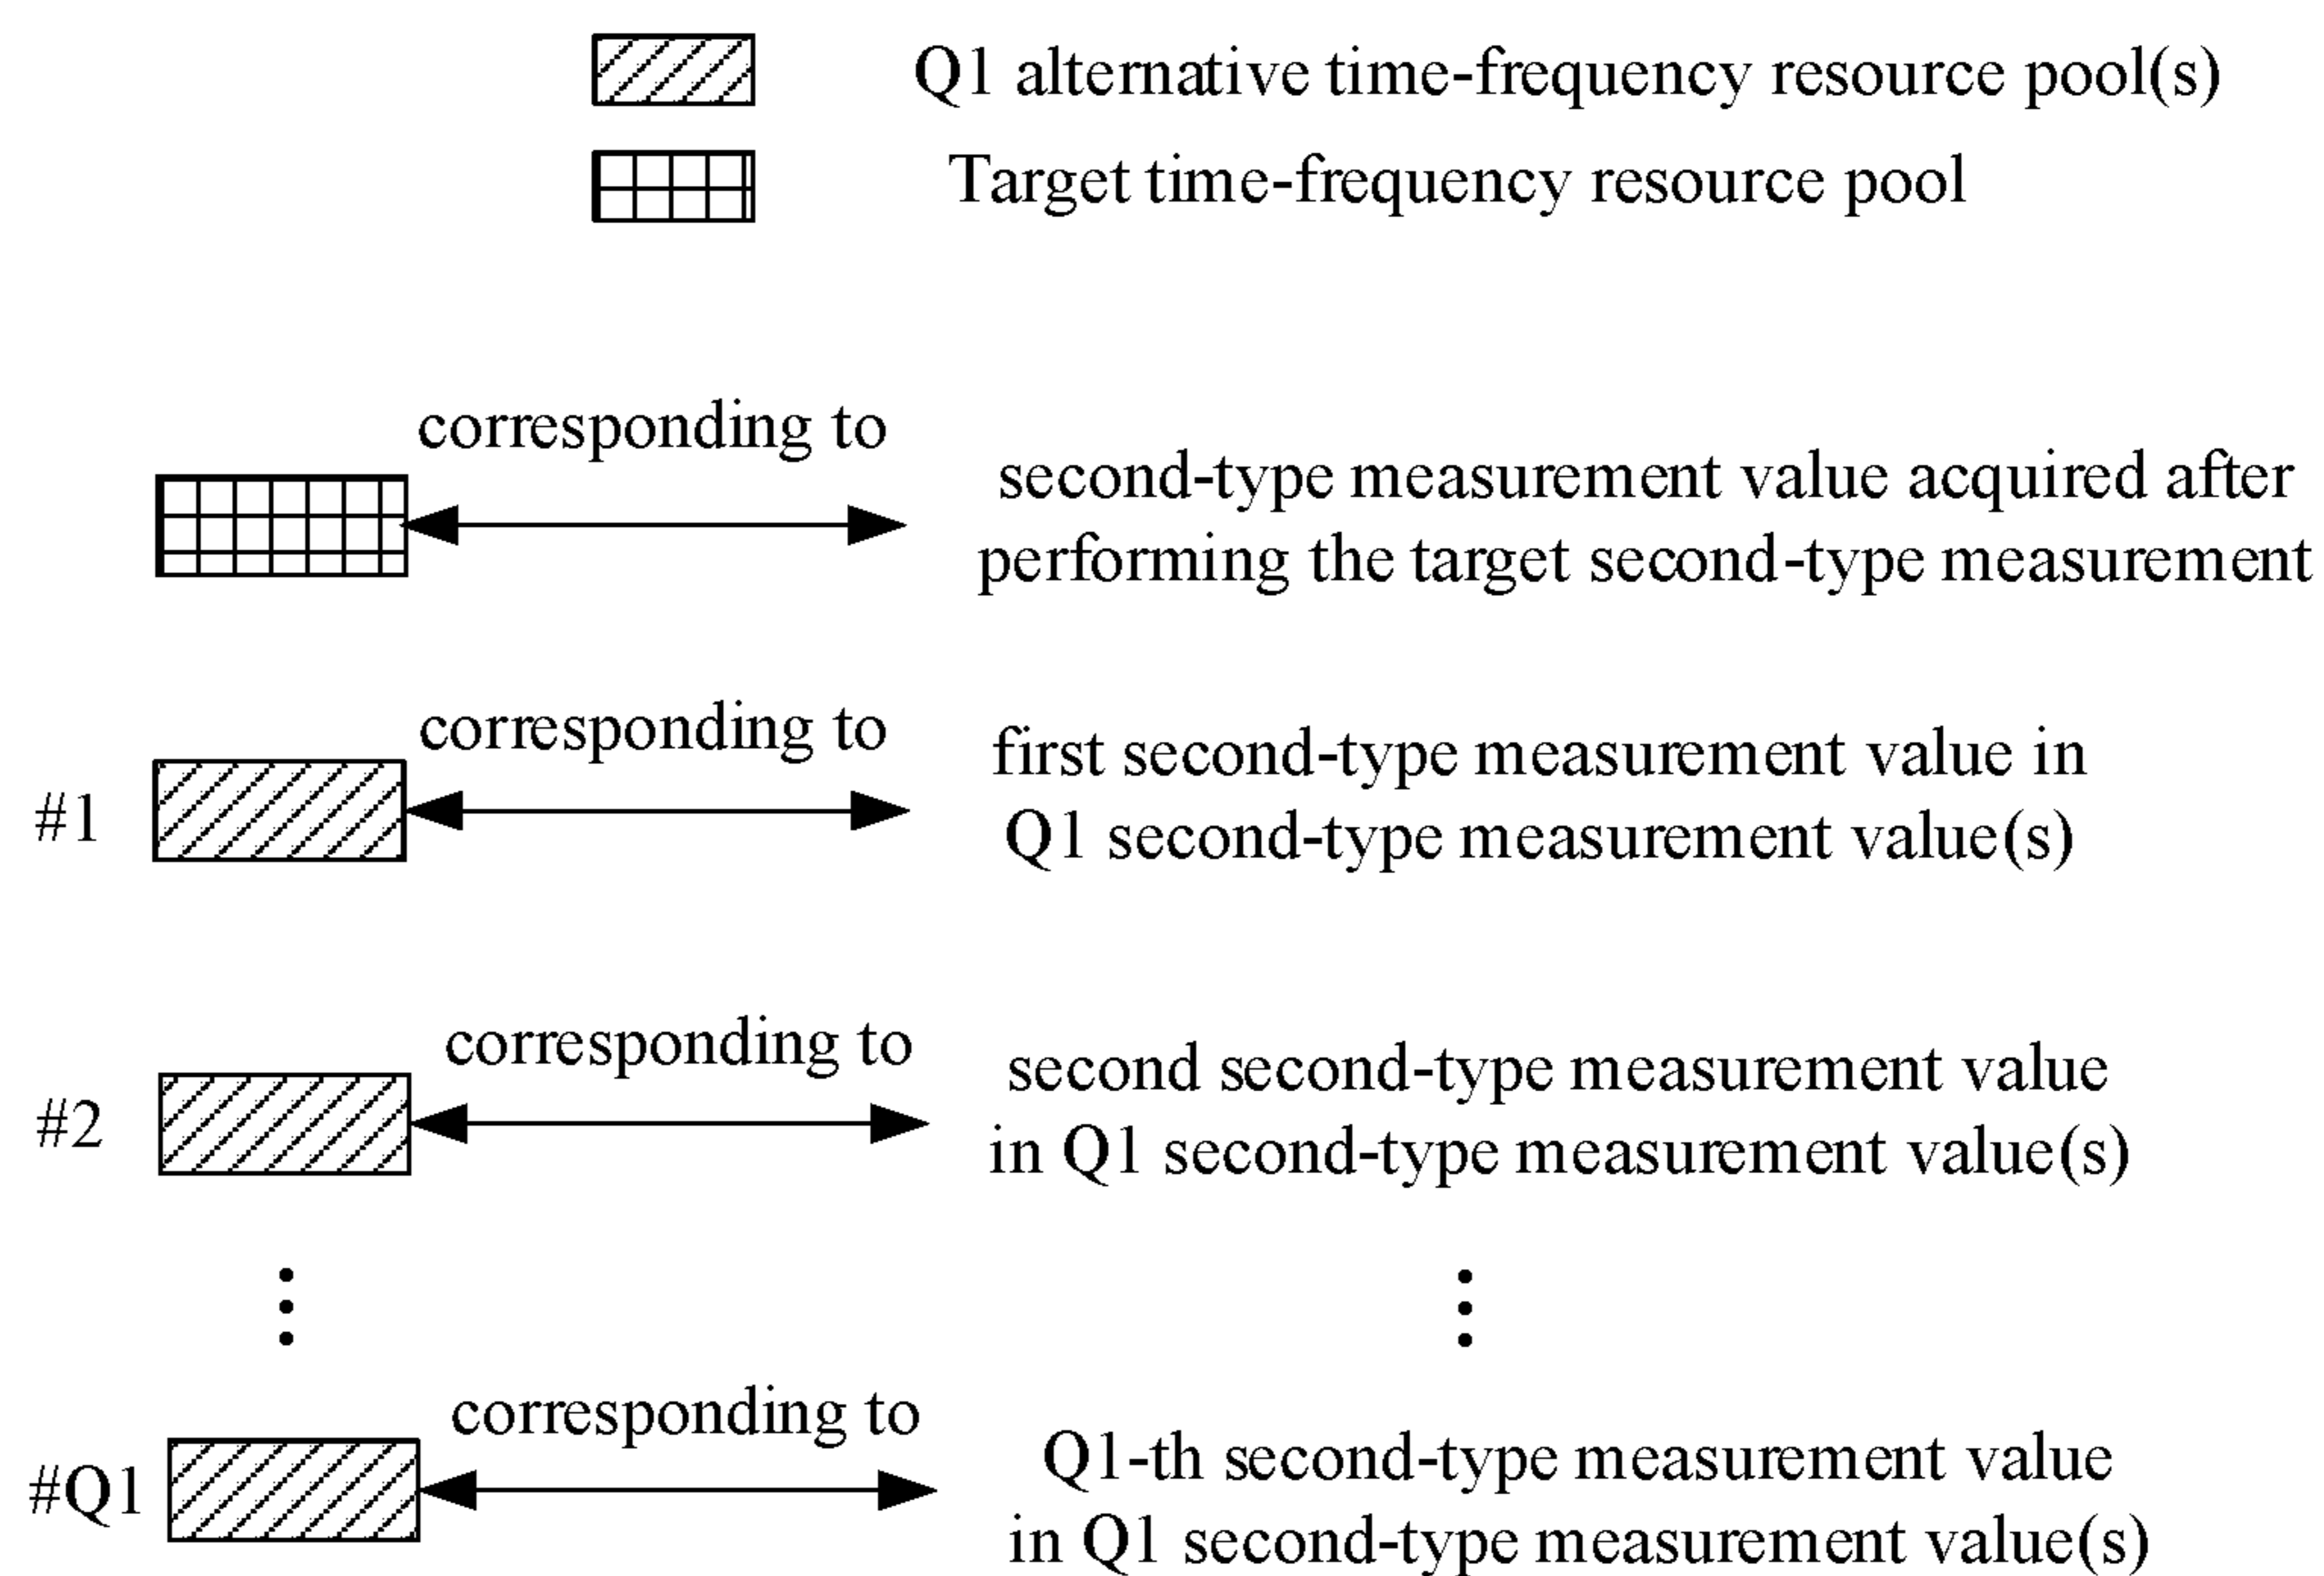 Q1 alternative time-frequency resource pool(s)
Target time-frequency resource pool
corresponding to
second-type measurement value acquired after
performing the target second-type measurement
corresponding to
first second-type measurement value in
Q1 second-type measurement value(s)
#1
corresponding to
second second-type measurement value
in Q1 second-type measurement value(s)
#2
corresponding to
Q1-th second-type measurement value
in Q1 second-type measurement value(s)
#Q1